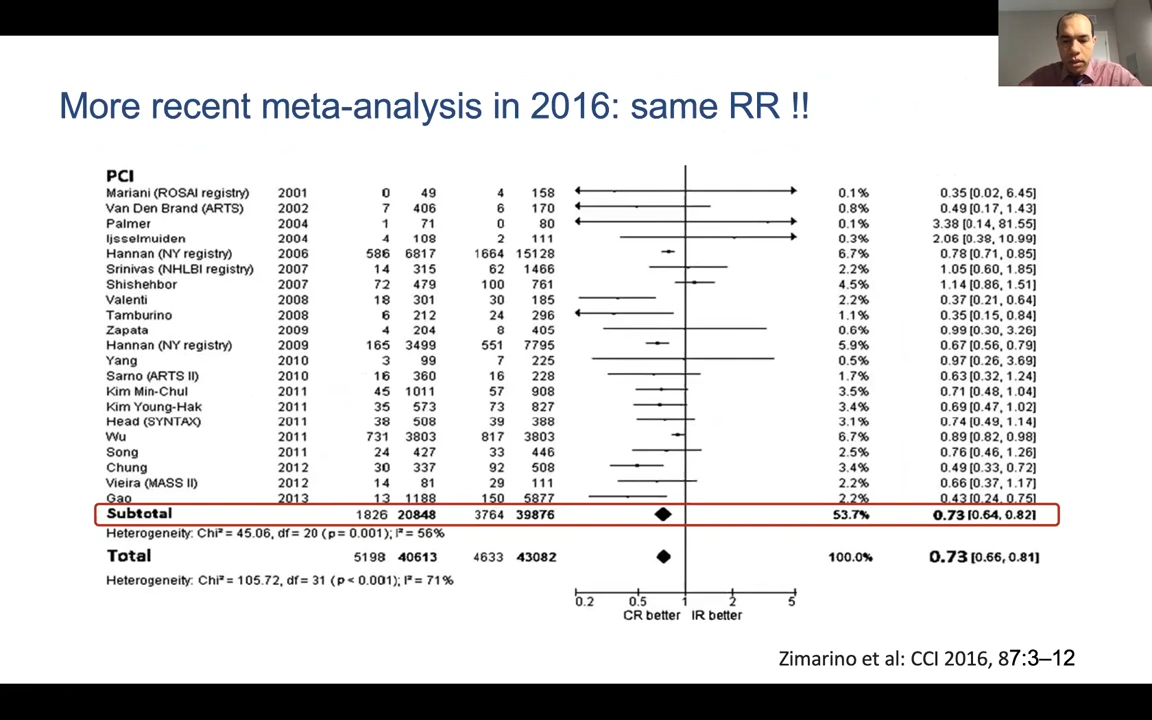 More recent meta-analysis in 2016: same RR !!
PCI
Mariani (ROSAI registry) 2001 0 49 4 158 0.1% 0.35 [0.02, 6.45]
Van Den Brand (ARTS) 2002 7 406 6 170 0.8% 0.49 [0.17, 1.43]
Palmer 2004 1 71 0 80 0.1% 3.38 [0.14, 81.55]
Ijsselmuiden 2004 4 108 2 111 0.3% 2.06 [0.38, 10.99]
Hannan (NY registry) 2006 586 6817 1664 15128 6.7% 0.78 [0.71, 0.85]
Srinivas (NHLBI registry) 2007 14 315 62 1466 2.2% 1.05 [0.60, 1.85]
Shishehbor 2007 72 479 100 761 4.5% 1.14 [0.86, 1.51]
Valenti 2008 18 301 30 185 2.2% 0.37 [0.21, 0.64]
Tamburino 2008 6 212 24 296 1.1% 0.35 [0.15, 0.84]
Zapata 2009 4 204 8 405 0.6% 0.99 [0.30, 3.26]
Hannan (NY registry) 2009 165 3499 551 7795 5.9% 0.67 [0.56, 0.79]
Yang 2010 3 99 7 225 0.5% 0.97 [0.26, 3.69]
Sarno (ARTS II) 2010 16 360 16 228 1.7% 0.63 [0.32, 1.24]
Kim Min-Chul 2011 45 1011 57 908 3.5% 0.71 [0.48, 1.04]
Kim Young-Hak 2011 35 573 73 827 3.4% 0.69 [0.47, 1.02]
Head (SYNTAX) 2011 38 508 39 388 3.1% 0.74 [0.49, 1.14]
Wu 2011 731 3803 817 3803 6.7% 0.89 [0.82, 0.98]
Song 2011 24 427 33 446 2.5% 0.76 [0.46, 1.26]
Chung 2012 30 337 92 508 3.4% 0.49 [0.33, 0.72]
Vieira (MASS II) 2012 14 81 29 111 2.2% 0.66 [0.37, 1.17]
Gao 2013 13 1188 150 5877 2.2% 0.43 [0.24, 0.75]
Subtotal 1826 20848 3764 39876 53.7% 0.73 [0.64, 0.82]
Heterogeneity: Chi² = 45.06, df= 20 (p= 0.001); I²= 56%
Total 5198 40613 4633 43082 100.0% 0.73 [0.66, 0.81]
Heterogeneity: Chi² = 105.72, df= 31 (p < 0.001); I²= 71%
0.2 0.5 1 2 5
CR better IR better
Zimarino et al: CCI 2016, 87:3–12